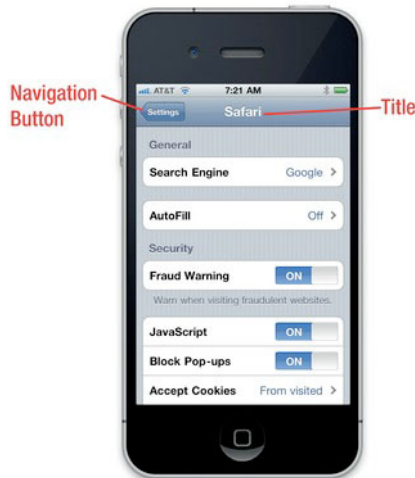 AT&T 7:21 AM
Navigation Button
Settings Safari
Title
General
Search Engine Google >
AutoFill Off >
Security
Fraud Warning ON
Warn when visiting fraudulent websites.
JavaScript ON
Block Pop-ups ON
Accept Cookies From visited >